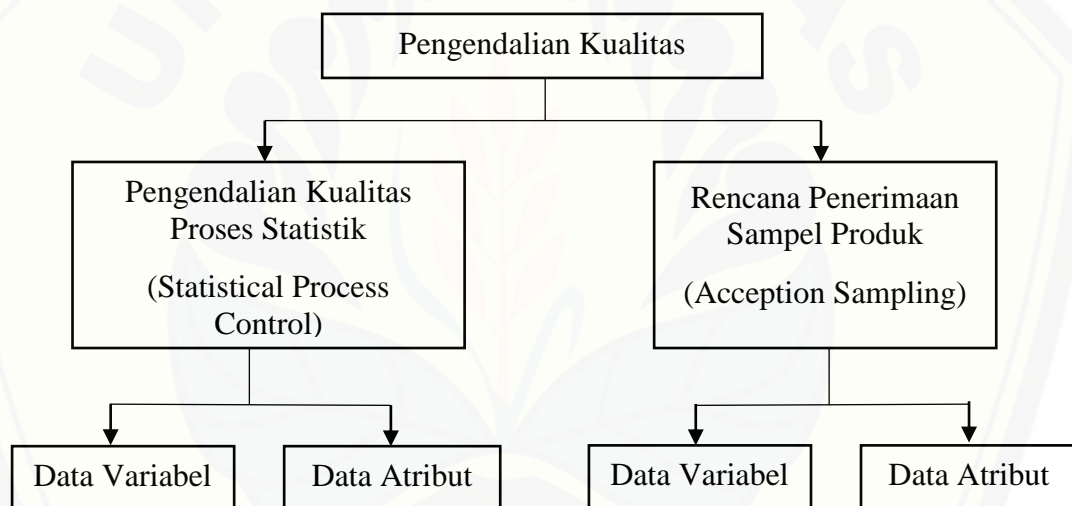 Pengendalian Kualitas
Pengendalian Kualitas
Proses Statistik
(Statistical Process
Control)
Rencana Penerimaan
Sampel Produk
(Acception Sampling)
Data Variabel
Data Atribut
Data Variabel
Data Atribut